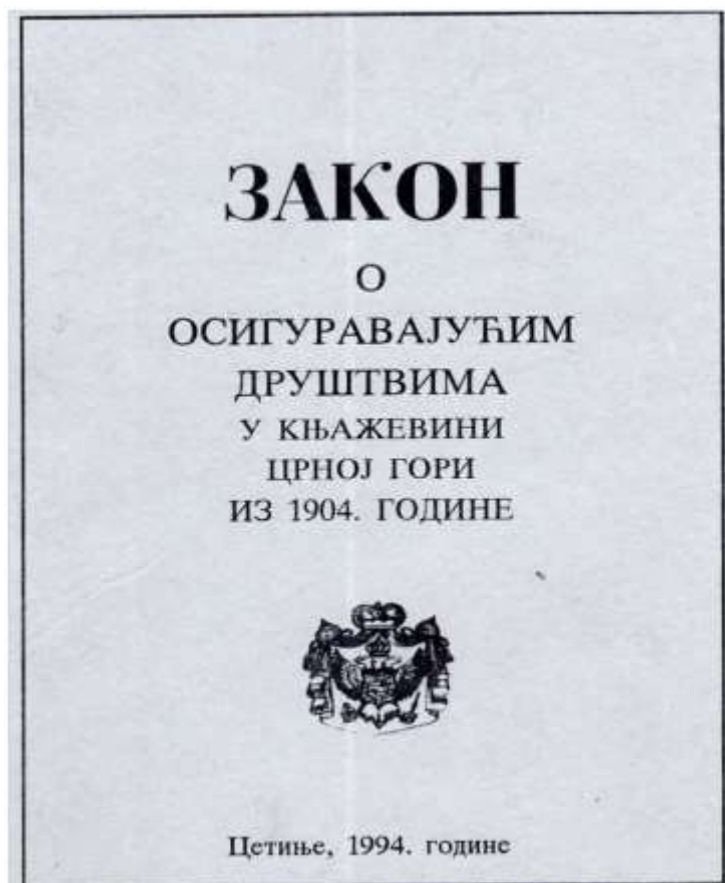 ЗАКОН
О
ОСИГУРАВАЈУЋИМ
ДРУШТВИМА
У КЊАЖЕВИНИ
ЦРНОЈ ГОРИ
ИЗ 1904. ГОДИНЕ
Цетиње, 1994. године